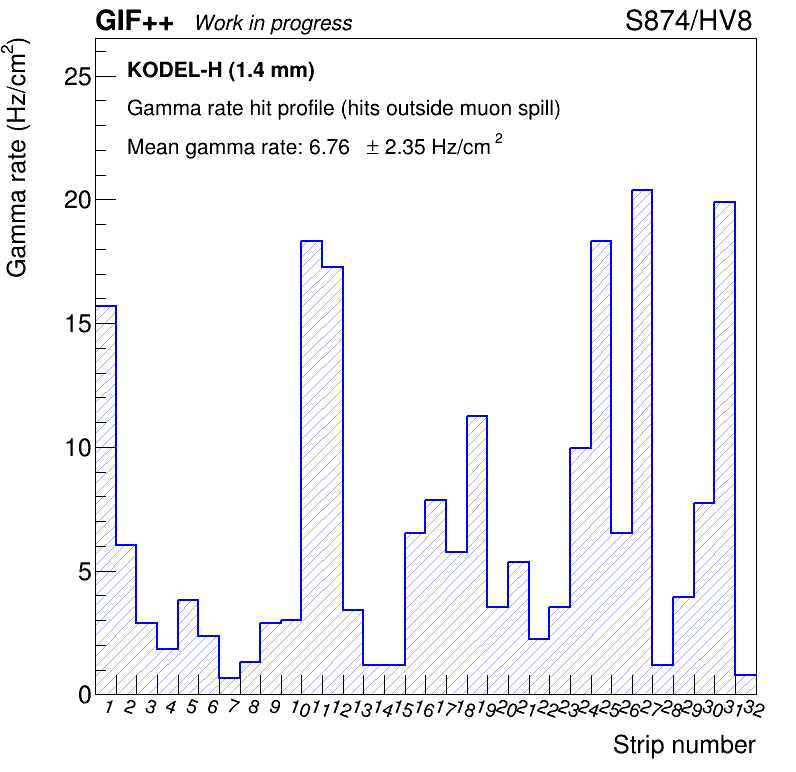 GIF++ Work in progress S874/HV8
Gamma rate (Hz/cm2)
KODEL-H (1.4 mm)
Gamma rate hit profile (hits outside muon spill)
Mean gamma rate: 6.76 ± 2.35 Hz/cm2
25
20
15
10
5
0
1 2 3 4 5 6 7 8 9 10 11 12 13 14 15 16 17 18 19 20 21 22 23 24 25 26 27 28 29 30 31 32
Strip number